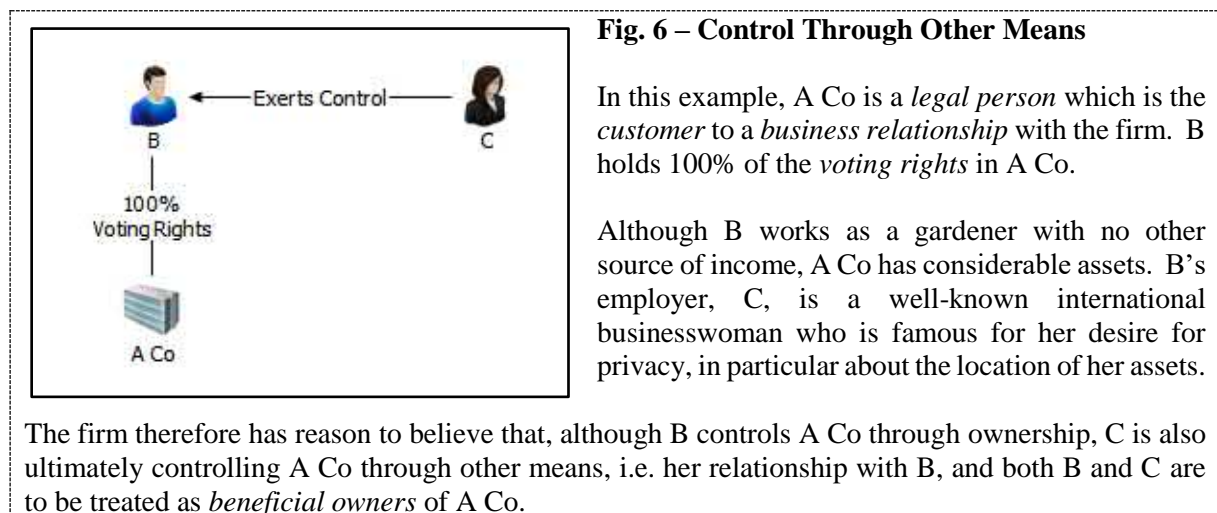 Fig. 6 – Control Through Other Means
Exerts Control
B
C
100%
Voting Rights
A Co
In this example, A Co is a legal person which is the
customer to a business relationship with the firm. B
holds 100% of the voting rights in A Co.
Although B works as a gardener with no other
source of income, A Co has considerable assets. B’s
employer, C, is a well-known international
businesswoman who is famous for her desire for
privacy, in particular about the location of her assets.
The firm therefore has reason to believe that, although B controls A Co through ownership, C is also
ultimately controlling A Co through other means, i.e. her relationship with B, and both B and C are
to be treated as beneficial owners of A Co.